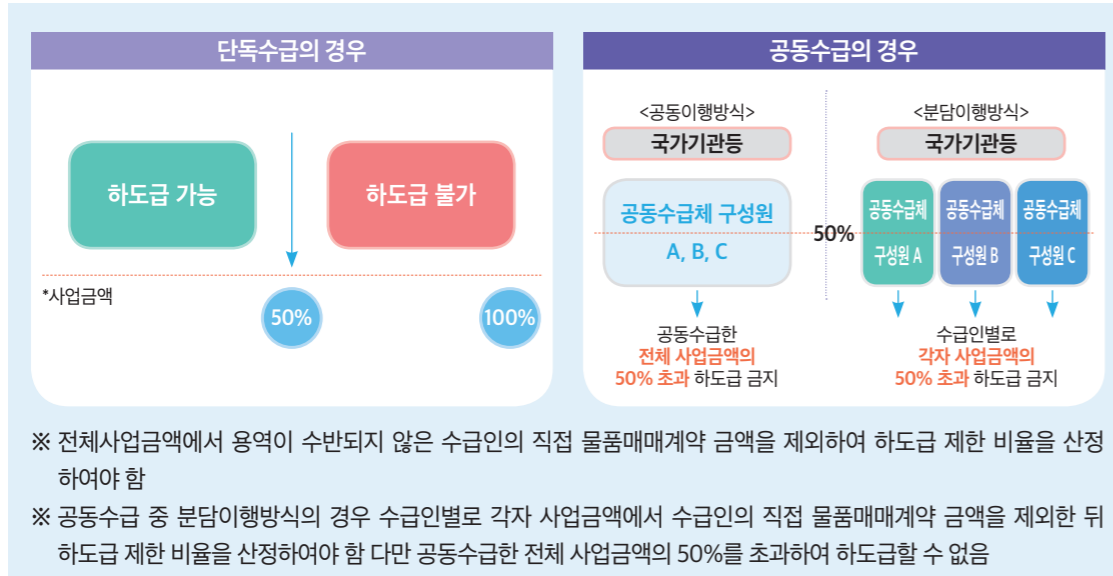 단독수급의 경우
하도급 가능
하도급 불가
*사업금액
50%
100%
공동수급의 경우
<공동이행방식>
국가기관등
공동수급체 구성원
A, B, C
공동수급한
전체 사업금액의
50% 초과 하도급 금지
50%
<분담이행방식>
국가기관등
공동수급체
구성원 A
공동수급체
구성원 B
공동수급체
구성원 C
수급인별로
각자 사업금액의
50% 초과 하도급 금지
※ 전체사업금액에서 용역이 수반되지 않은 수급인의 직접 물품매매계약 금액을 제외하여 하도급 제한 비율을 산정
하여야 함
※ 공동수급 중 분담이행방식의 경우 수급인별로 각자 사업금액에서 수급인의 직접 물품매매계약 금액을 제외한 뒤
하도급 제한 비율을 산정하여야 함 다만 공동수급한 전체 사업금액의 50%를 초과하여 하도급할 수 없음